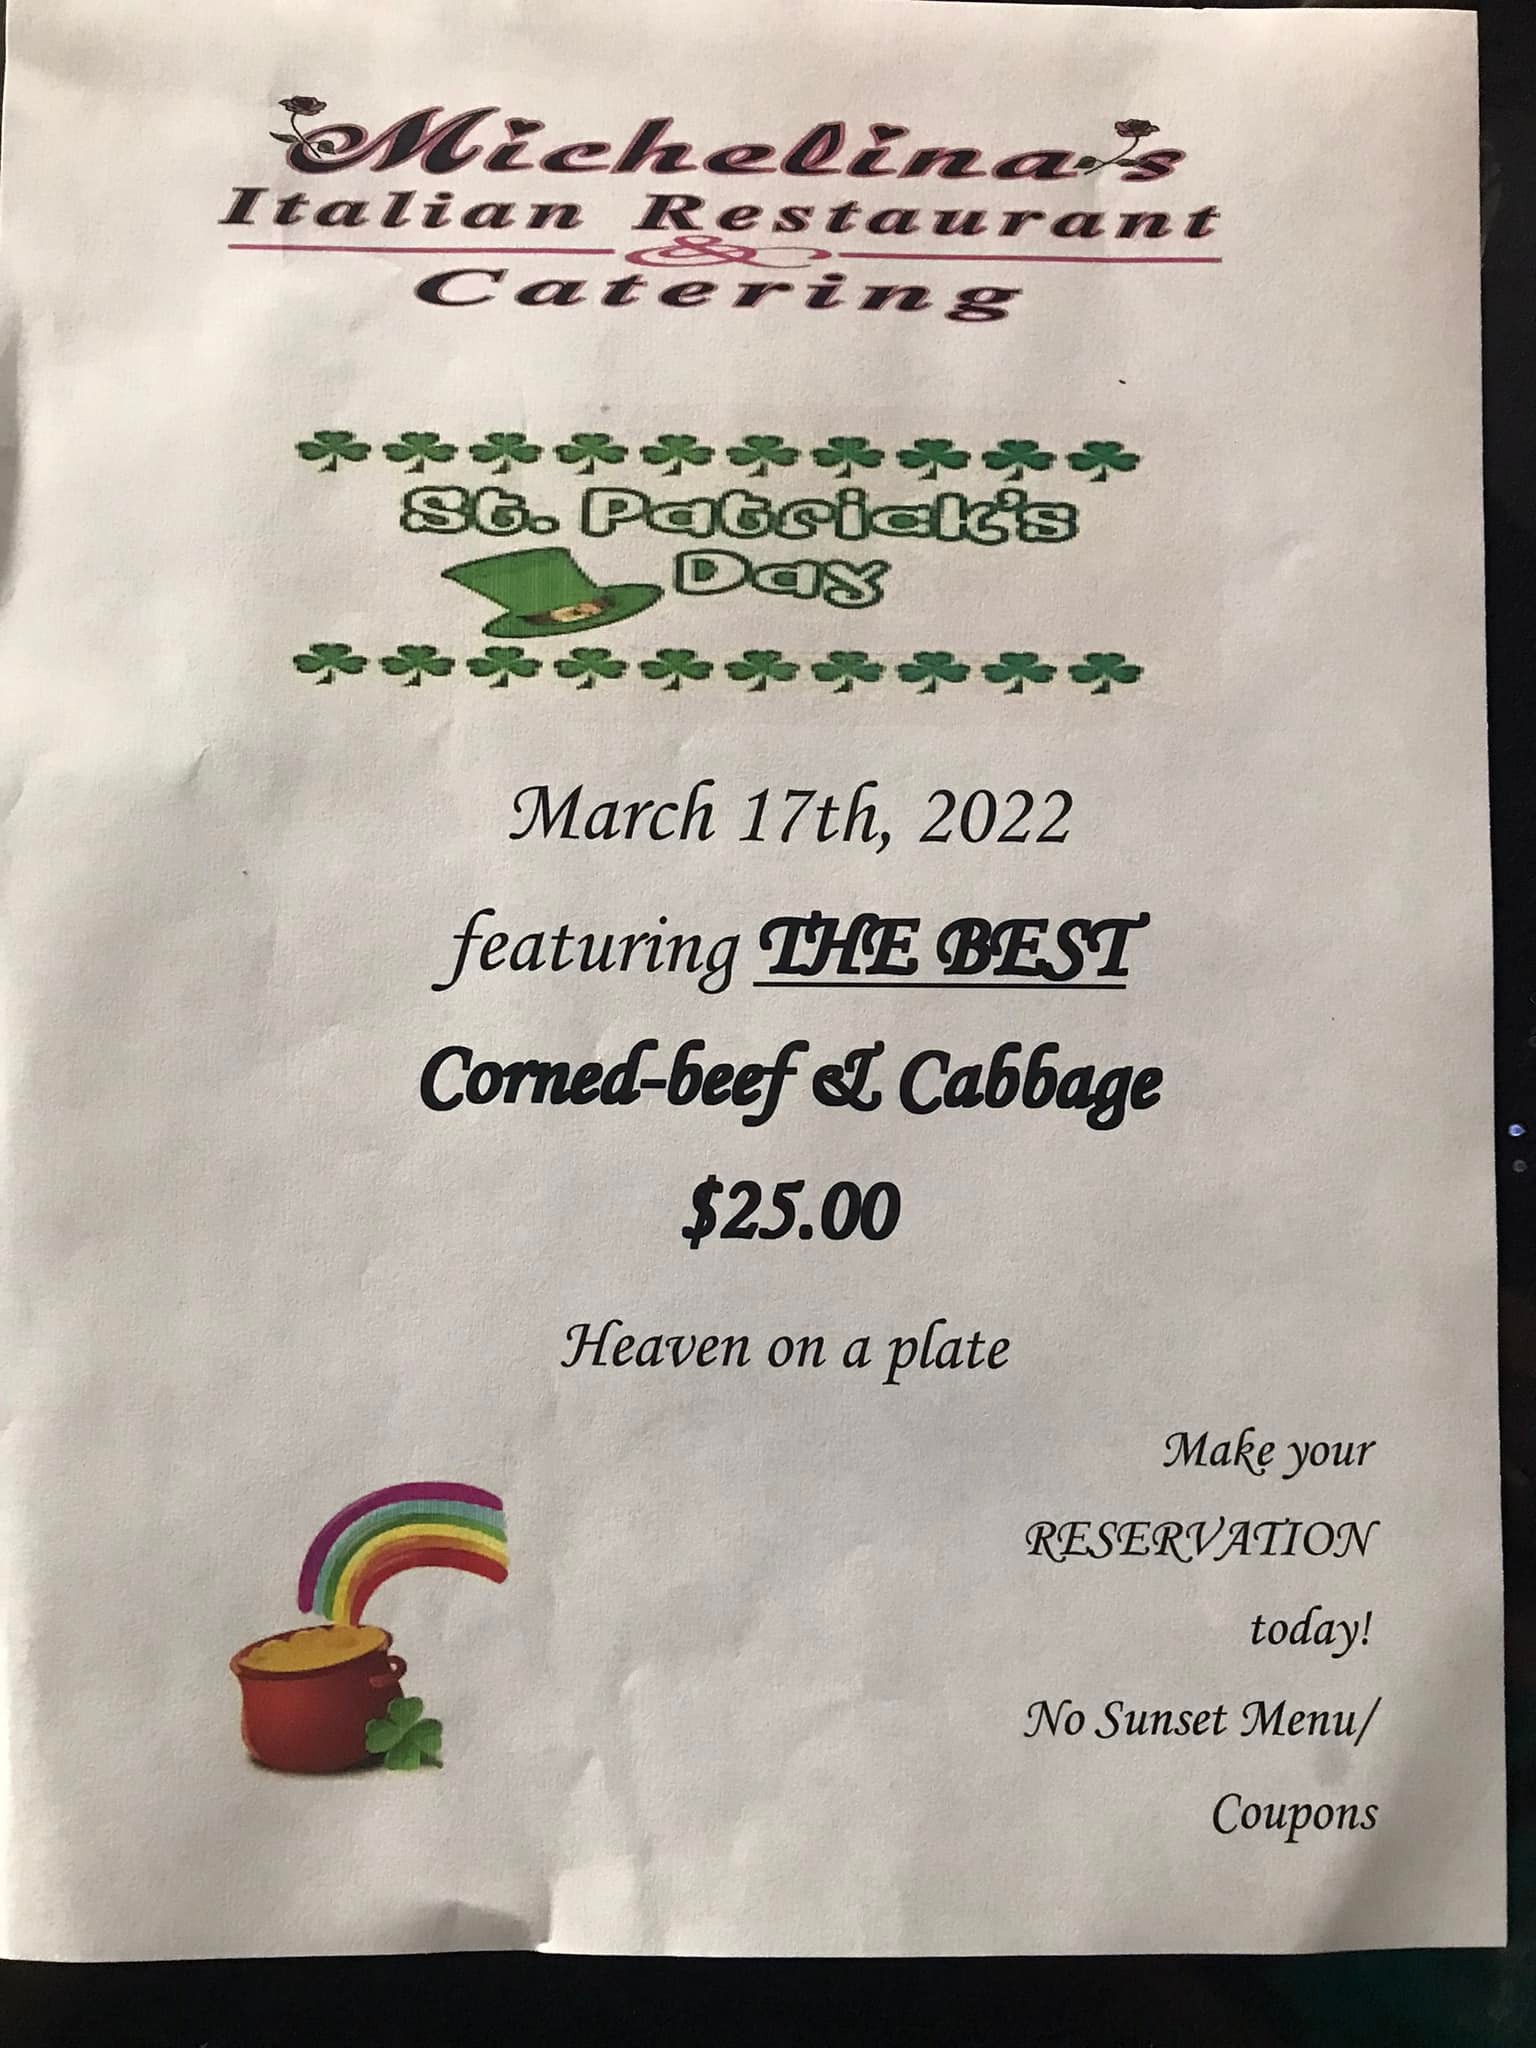 Michelina's
Italian Restaurant
&
Catering
St. Patrick's
Day
March 17th, 2022
featuring THE BEST
Corned-beef & Cabbage
$25.00
Heaven on a plate
Make your
RESERVATION
today!
No Sunset Menu/
Coupons